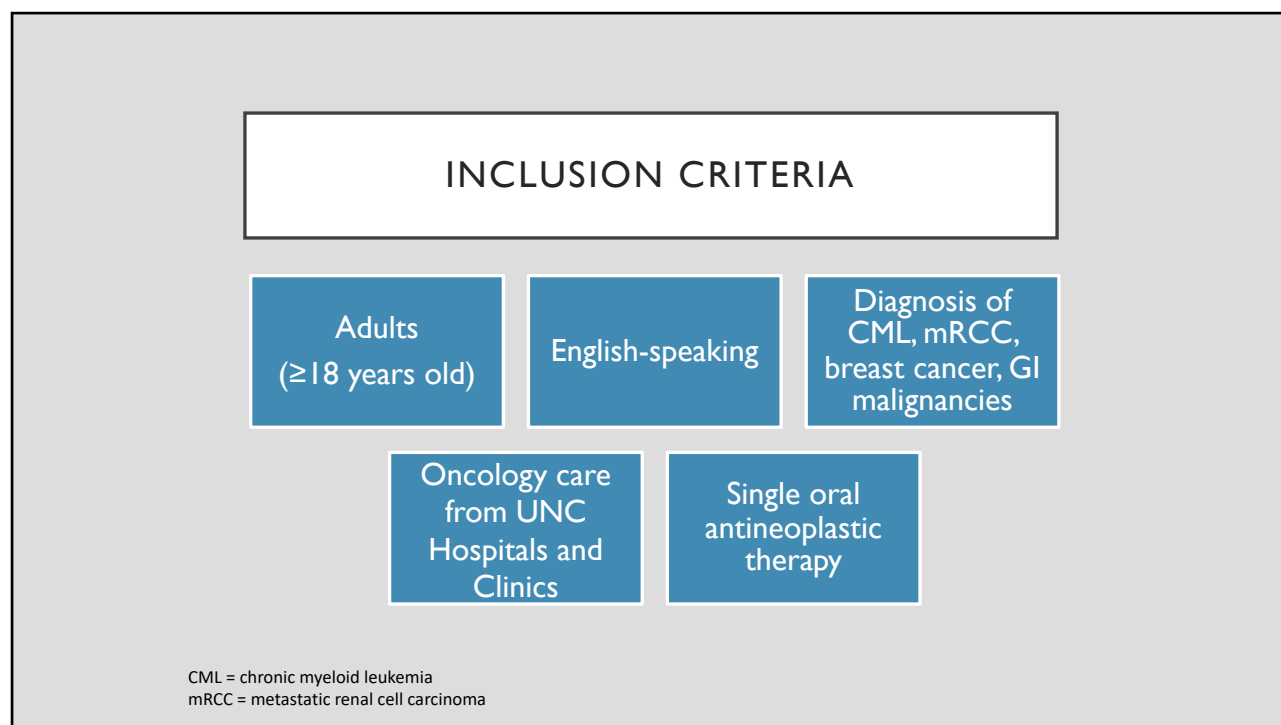 INCLUSION CRITERIA
Adults
(≥18 years old)
English-speaking
Diagnosis of
CML, mRCC,
breast cancer, GI
malignancies
Oncology care
from UNC
Hospitals and
Clinics
Single oral
antineoplastic
therapy
CML = chronic myeloid leukemia
mRCC = metastatic renal cell carcinoma